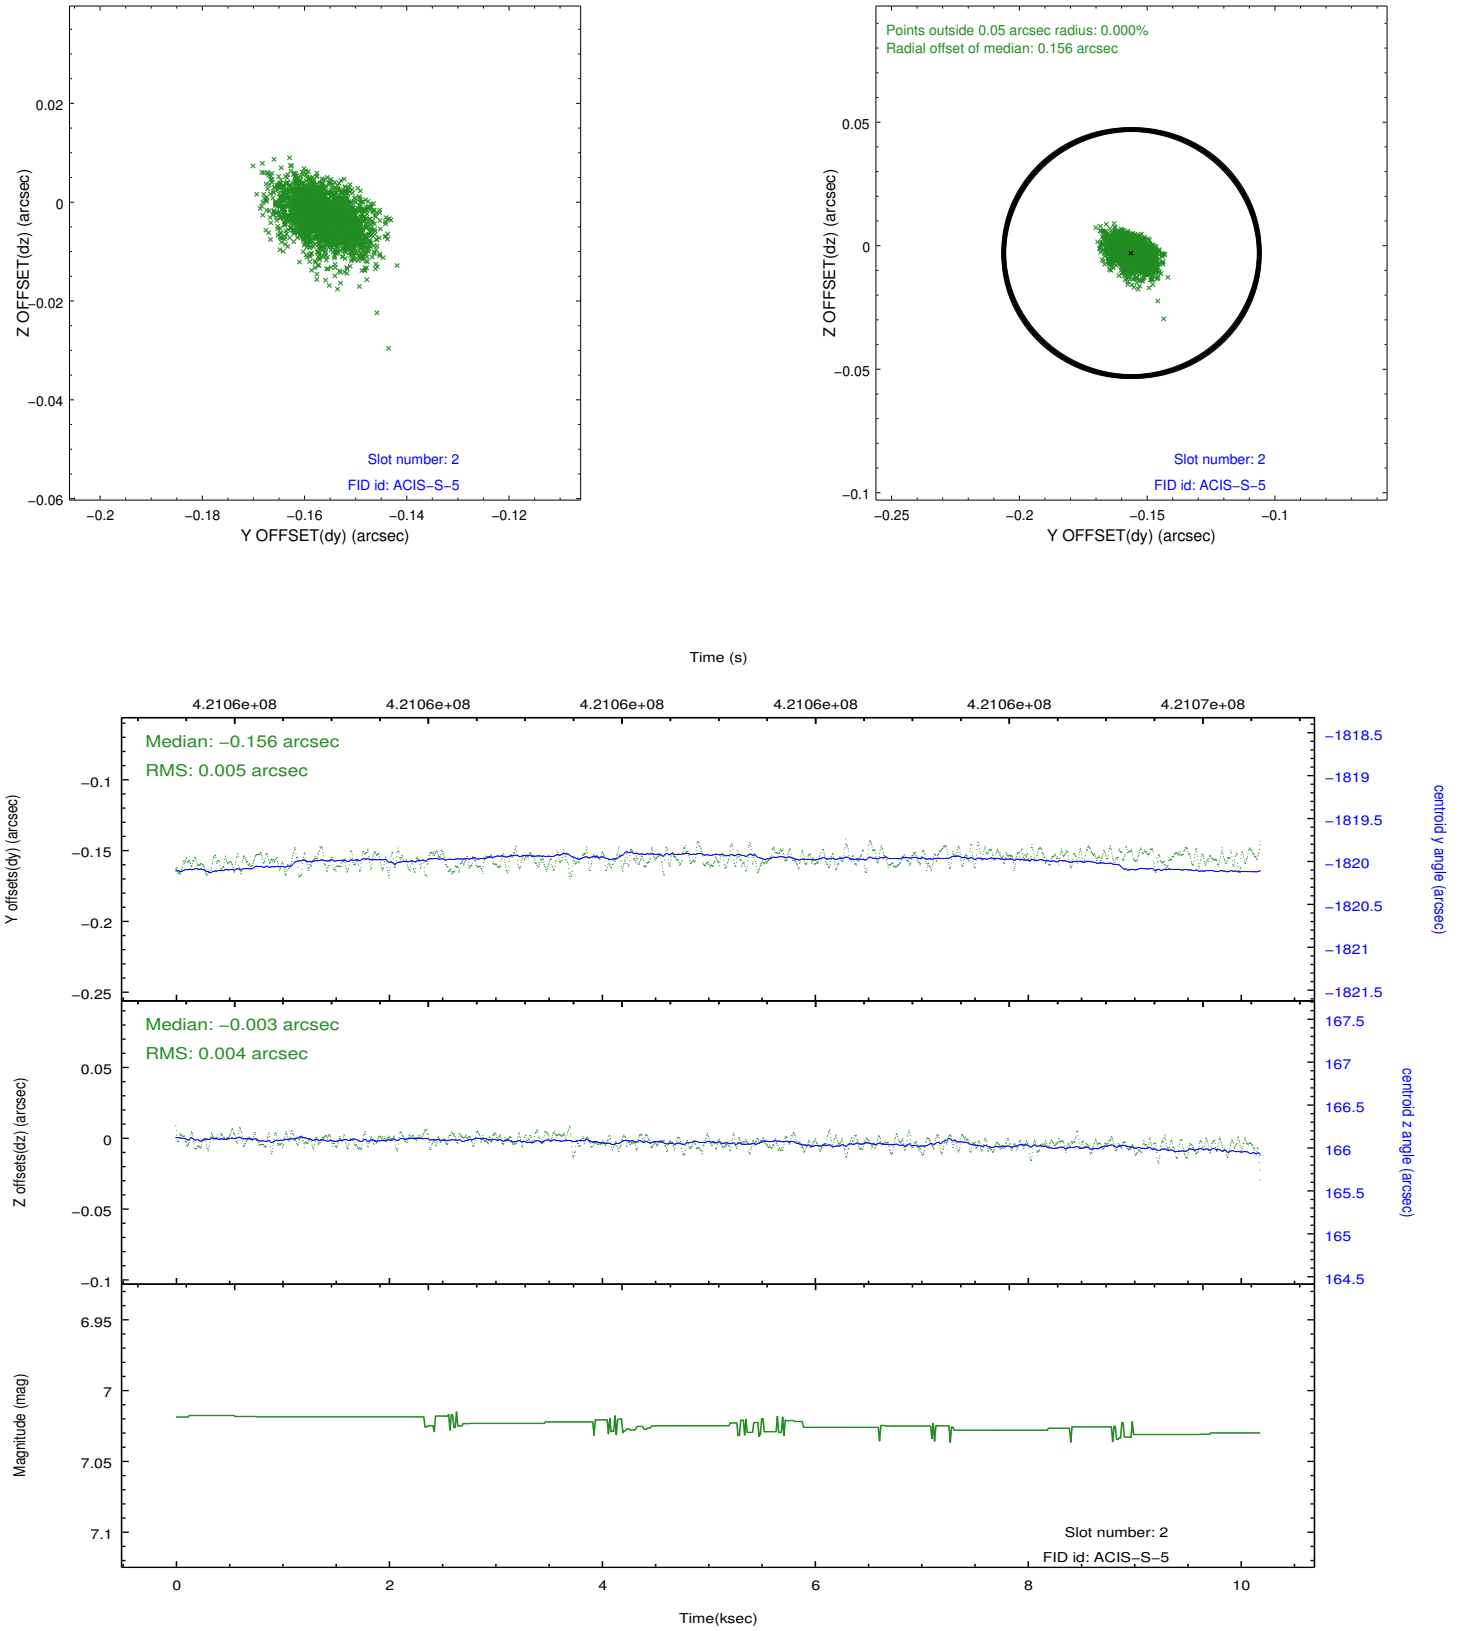 0.02
0
−0.02
−0.04
−0.06
Z OFFSET(dz) (arcsec)
Slot number: 2
FID id: ACIS−S−5
−0.2 −0.18 −0.16 −0.14 −0.12
Y OFFSET(dy) (arcsec)
Points outside 0.05 arcsec radius: 0.000%
Radial offset of median: 0.156 arcsec
0.05
0
−0.05
−0.1
Z OFFSET(dz) (arcsec)
Slot number: 2
FID id: ACIS−S−5
−0.25 −0.2 −0.15 −0.1
Y OFFSET(dy) (arcsec)
Time (s)
4.2106e+08 4.2106e+08 4.2106e+08 4.2106e+08 4.2106e+08 4.2107e+08
Median: −0.156 arcsec
RMS: 0.005 arcsec
−0.1
−0.15
−0.2
−0.25
Y offsets(dy) (arcsec)
−1818.5
−1819
−1819.5
−1820
−1820.5
−1821
−1821.5
centroid y angle (arcsec)
Median: −0.003 arcsec
RMS: 0.004 arcsec
0.05
0
−0.05
−0.1
Z offsets(dz) (arcsec)
167.5
167
166.5
166
165.5
165
164.5
centroid z angle (arcsec)
6.95
7
7.05
7.1
Magnitude (mag)
Slot number: 2
FID id: ACIS−S−5
0 2 4 6 8 10
Time(ksec)